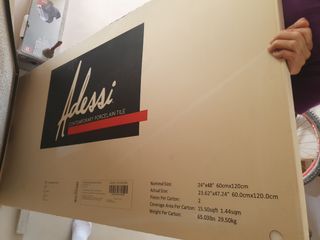 Adessi
CONTEMPORARY PORCELAIN TILE
Nominal Size: 24"x48" 60cmx120cm
Actual Size: 23.62"x47.24" 60.0cmx120.0cm
Pieces Per Carton: 2
Coverage Area Per Carton: 15.50sqft 1.44sqm
Weight Per Carton: 65.03lbs 29.50kg